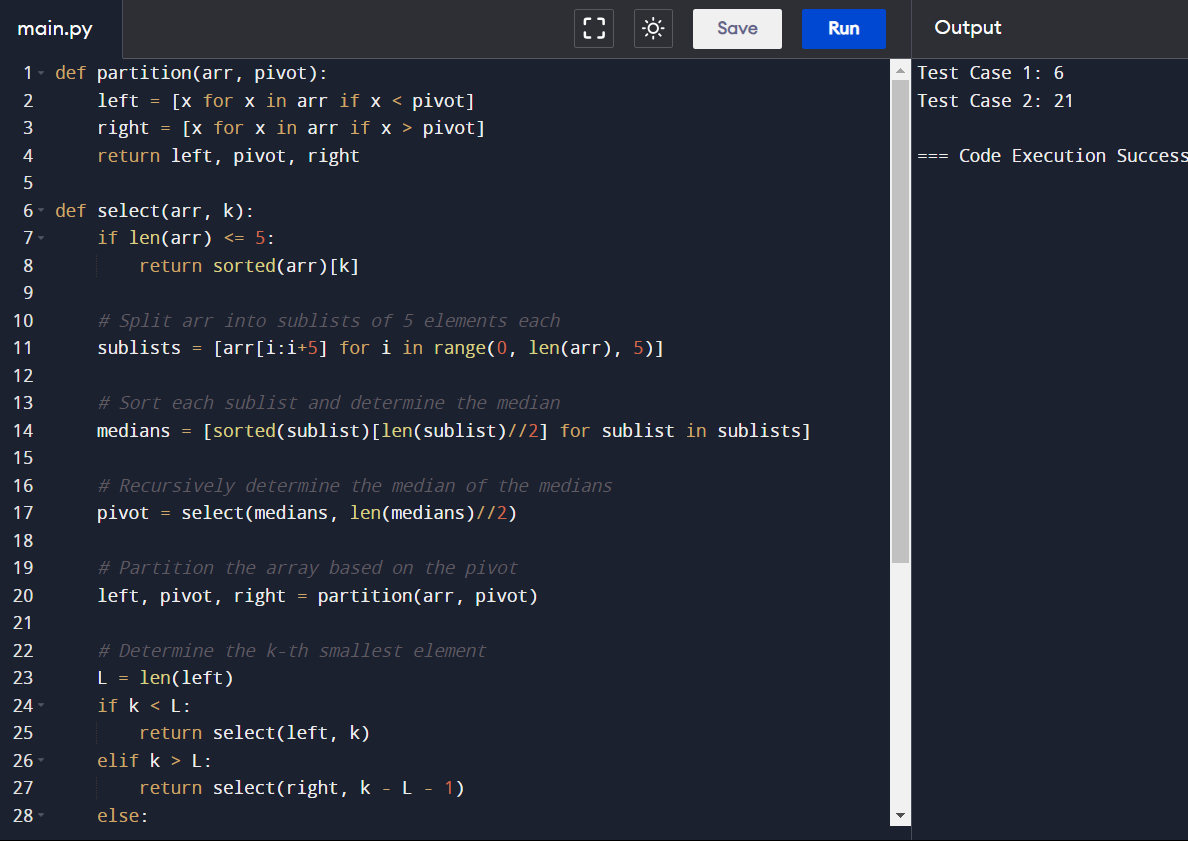 main.py
Save
Run
Output
1 def partition(arr, pivot):
2     left = [x for x in arr if x < pivot]
3     right = [x for x in arr if x > pivot]
4     return left, pivot, right
5
6 def select(arr, k):
7     if len(arr) <= 5:
8         return sorted(arr)[k]
9
10     # Split arr into sublists of 5 elements each
11     sublists = [arr[i:i+5] for i in range(0, len(arr), 5)]
12
13     # Sort each sublist and determine the median
14     medians = [sorted(sublist)[len(sublist)//2] for sublist in sublists]
15
16     # Recursively determine the median of the medians
17     pivot = select(medians, len(medians)//2)
18
19     # Partition the array based on the pivot
20     left, pivot, right = partition(arr, pivot)
21
22     # Determine the k-th smallest element
23     L = len(left)
24     if k < L:
25         return select(left, k)
26     elif k > L:
27         return select(right, k - L - 1)
28     else:
Test Case 1: 6
Test Case 2: 21
=== Code Execution Success